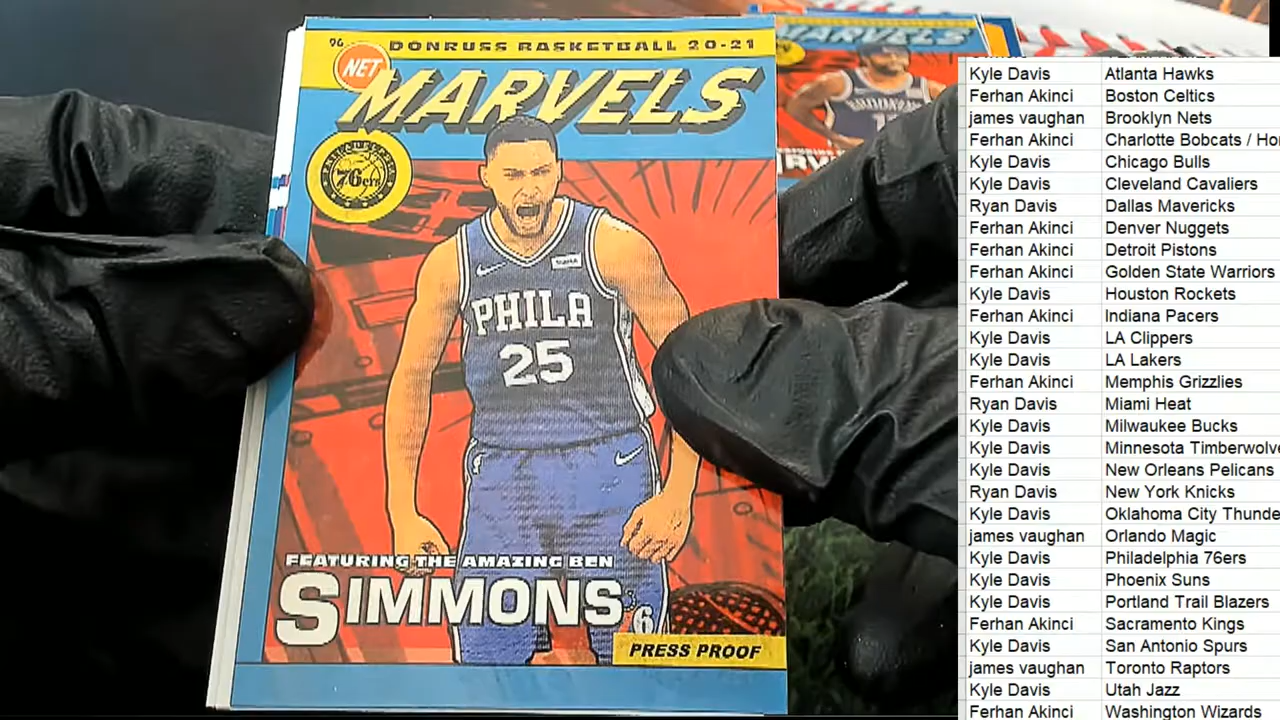 DONRUSS BASKETBALL 20-21
NET
MARVELS
PHILADELPHIA
76ers
PHILA
25
FEATURING THE AMAZING BEN
SIMMONS
PRESS PROOF
MARVELS
Kyle Davis Atlanta Hawks
Ferhan Akinci Boston Celtics
james vaughan Brooklyn Nets
Ferhan Akinci Charlotte Bobcats / Hor
Kyle Davis Chicago Bulls
Kyle Davis Cleveland Cavaliers
Ryan Davis Dallas Mavericks
Ferhan Akinci Denver Nuggets
Ferhan Akinci Detroit Pistons
Ferhan Akinci Golden State Warriors
Kyle Davis Houston Rockets
Ferhan Akinci Indiana Pacers
Kyle Davis LA Clippers
Kyle Davis LA Lakers
Ferhan Akinci Memphis Grizzlies
Ryan Davis Miami Heat
Kyle Davis Milwaukee Bucks
Kyle Davis Minnesota Timberwolve
Kyle Davis New Orleans Pelicans
Ryan Davis New York Knicks
Kyle Davis Oklahoma City Thunde
james vaughan Orlando Magic
Kyle Davis Philadelphia 76ers
Kyle Davis Phoenix Suns
Kyle Davis Portland Trail Blazers
Ferhan Akinci Sacramento Kings
Kyle Davis San Antonio Spurs
james vaughan Toronto Raptors
Kyle Davis Utah Jazz
Ferhan Akinci Washington Wizards